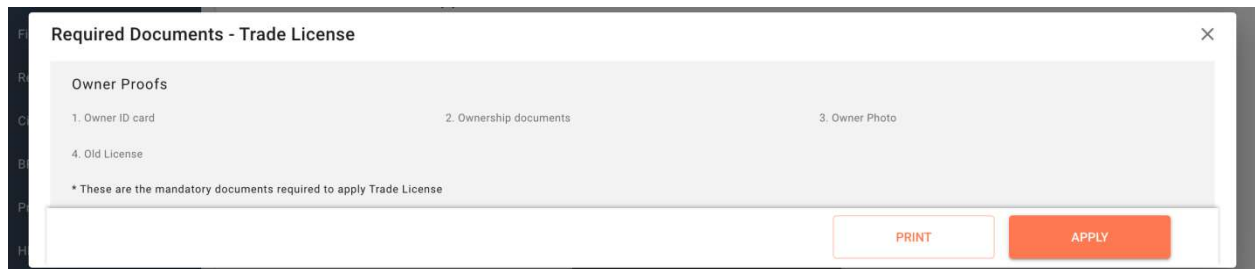 Required Documents - Trade License
Owner Proofs
1. Owner ID card 2. Ownership documents 3. Owner Photo
4. Old License
* These are the mandatory documents required to apply Trade License
PRINT APPLY